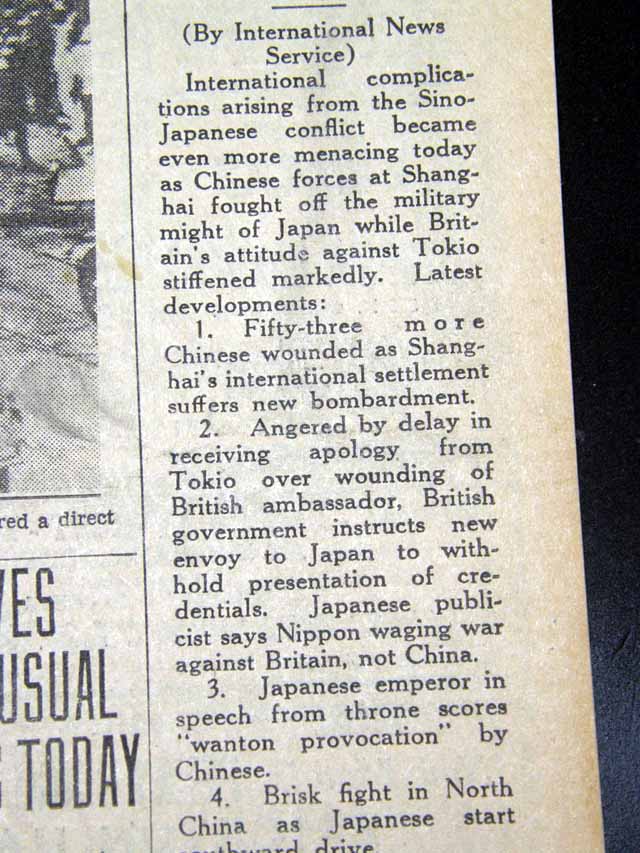 (By International News
Service)
International complica-
tions arising from the Sino-
Japanese conflict became
even more menacing today
as Chinese forces at Shang-
hai fought off the military
might of Japan while Brit-
ain's attitude against Tokio
stiffened markedly. Latest
developments:
1. Fifty-three more
Chinese wounded as Shang-
hai's international settlement
suffers new bombardment.
2. Angered by delay in
receiving apology from
Tokio over wounding of
British ambassador, British
government instructs new
envoy to Japan to with-
hold presentation of cre-
dentials. Japanese publi-
cist says Nippon waging war
against Britain, not China.
3. Japanese emperor in
speech from throne scores
"wanton provocation" by
Chinese.
4. Brisk fight in North
China as Japanese start
southward drive.
red a direct
VES
USUAL
TODAY